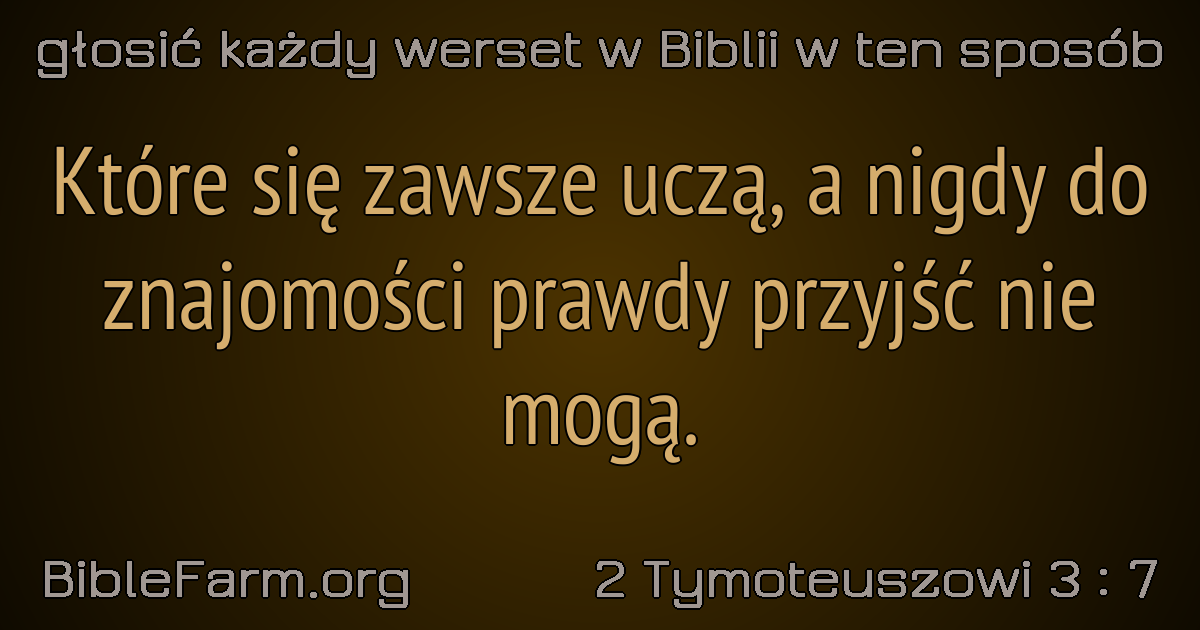 głosić każdy werset w Biblii w ten sposób
Które się zawsze uczą, a nigdy do
znajomości prawdy przyjść nie
mogą.
BibleFarm.org
2 Tymoteuszowi 3 : 7